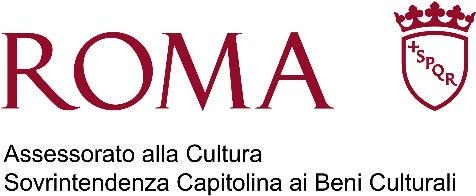 ROMA
+SPQR
Assessorato alla Cultura
Sovrintendenza Capitolina ai Beni Culturali